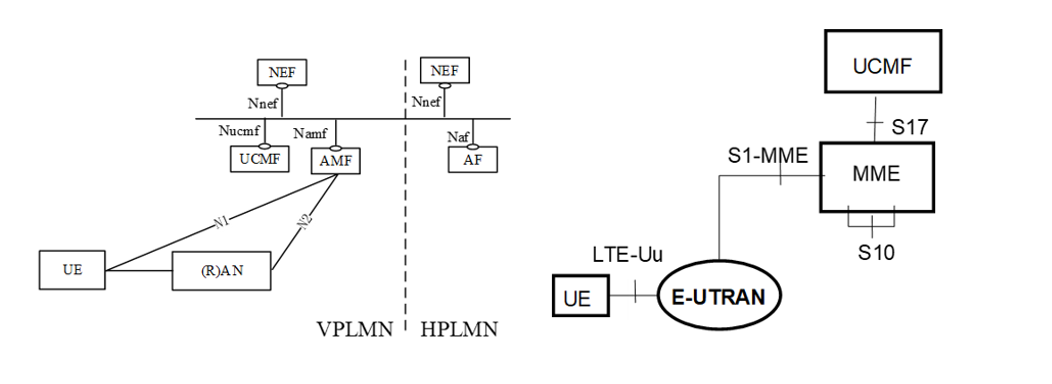 NEF
NEF
Nnef
Nnef
Nucmf
Namf
Naf
UCMF
AMF
AF
N1
N2
UE
(R)AN
VPLMN
HPLMN
UCMF
S17
S1-MME
MME
S10
LTE-Uu
UE
E-UTRAN